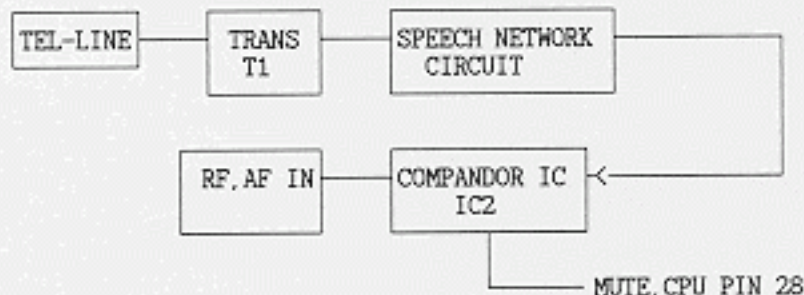 TEL-LINE
TRANS
T1
SPEECH NETWORK
CIRCUIT
RF, AF IN
COMPANDOR IC
IC2
MUTE, CPU PIN 28